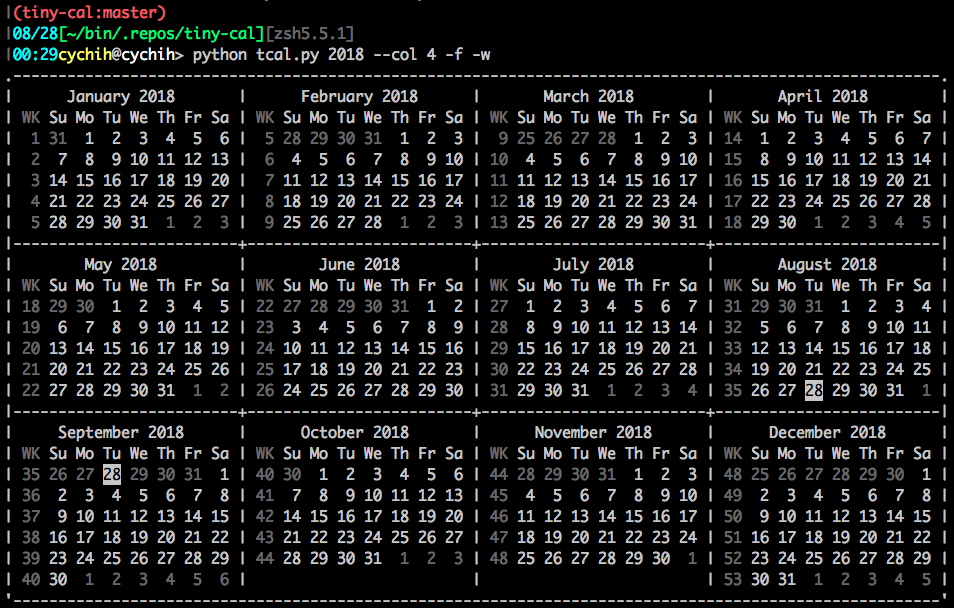 (tiny-cal:master)
08/28[~/bin/.repos/tiny-cal][zsh5.5.1]
00:29cychih@cychih> python tcal.py 2018 --col 4 -f -w
.-------------------------------------------------------------------------------------------------------.
|      January 2018       |      February 2018      |       March 2018        |       April 2018        |
| WK Su Mo Tu We Th Fr Sa | WK Su Mo Tu We Th Fr Sa | WK Su Mo Tu We Th Fr Sa | WK Su Mo Tu We Th Fr Sa |
|  1 31  1  2  3  4  5  6 |  5 28 29 30 31  1  2  3 |  9 25 26 27 28  1  2  3 | 14  1  2  3  4  5  6  7 |
|  2  7  8  9 10 11 12 13 |  6  4  5  6  7  8  9 10 | 10  4  5  6  7  8  9 10 | 15  8  9 10 11 12 13 14 |
|  3 14 15 16 17 18 19 20 |  7 11 12 13 14 15 16 17 | 11 11 12 13 14 15 16 17 | 16 15 16 17 18 19 20 21 |
|  4 21 22 23 24 25 26 27 |  8 18 19 20 21 22 23 24 | 12 18 19 20 21 22 23 24 | 17 22 23 24 25 26 27 28 |
|  5 28 29 30 31  1  2  3 |  9 25 26 27 28  1  2  3 | 13 25 26 27 28 29 30 31 | 18 29 30  1  2  3  4  5 |
|-------------------------+-------------------------+-------------------------+-------------------------|
|        May 2018         |        June 2018        |        July 2018        |       August 2018       |
| WK Su Mo Tu We Th Fr Sa | WK Su Mo Tu We Th Fr Sa | WK Su Mo Tu We Th Fr Sa | WK Su Mo Tu We Th Fr Sa |
| 18 29 30  1  2  3  4  5 | 22 27 28 29 30 31  1  2 | 27  1  2  3  4  5  6  7 | 31 29 30 31  1  2  3  4 |
| 19  6  7  8  9 10 11 12 | 23  3  4  5  6  7  8  9 | 28  8  9 10 11 12 13 14 | 32  5  6  7  8  9 10 11 |
| 20 13 14 15 16 17 18 19 | 24 10 11 12 13 14 15 16 | 29 15 16 17 18 19 20 21 | 33 12 13 14 15 16 17 18 |
| 21 20 21 22 23 24 25 26 | 25 17 18 19 20 21 22 23 | 30 22 23 24 25 26 27 28 | 34 19 20 21 22 23 24 25 |
| 22 27 28 29 30 31  1  2 | 26 24 25 26 27 28 29 30 | 31 29 30 31  1  2  3  4 | 35 26 27 28 29 30 31  1 |
|-------------------------+-------------------------+-------------------------+-------------------------|
|     September 2018      |      October 2018       |      November 2018      |      December 2018      |
| WK Su Mo Tu We Th Fr Sa | WK Su Mo Tu We Th Fr Sa | WK Su Mo Tu We Th Fr Sa | WK Su Mo Tu We Th Fr Sa |
| 35 26 27 28 29 30 31  1 | 40 30  1  2  3  4  5  6 | 44 28 29 30 31  1  2  3 | 48 25 26 27 28 29 30  1 |
| 36  2  3  4  5  6  7  8 | 41  7  8  9 10 11 12 13 | 45  4  5  6  7  8  9 10 | 49  2  3  4  5  6  7  8 |
| 37  9 10 11 12 13 14 15 | 42 14 15 16 17 18 19 20 | 46 11 12 13 14 15 16 17 | 50  9 10 11 12 13 14 15 |
| 38 16 17 18 19 20 21 22 | 43 21 22 23 24 25 26 27 | 47 18 19 20 21 22 23 24 | 51 16 17 18 19 20 21 22 |
| 39 23 24 25 26 27 28 29 | 44 28 29 30 31  1  2  3 | 48 25 26 27 28 29 30  1 | 52 23 24 25 26 27 28 29 |
| 40 30  1  2  3  4  5  6 |                         |                         | 53 30 31  1  2  3  4  5 |
'-------------------------------------------------------------------------------------------------------'